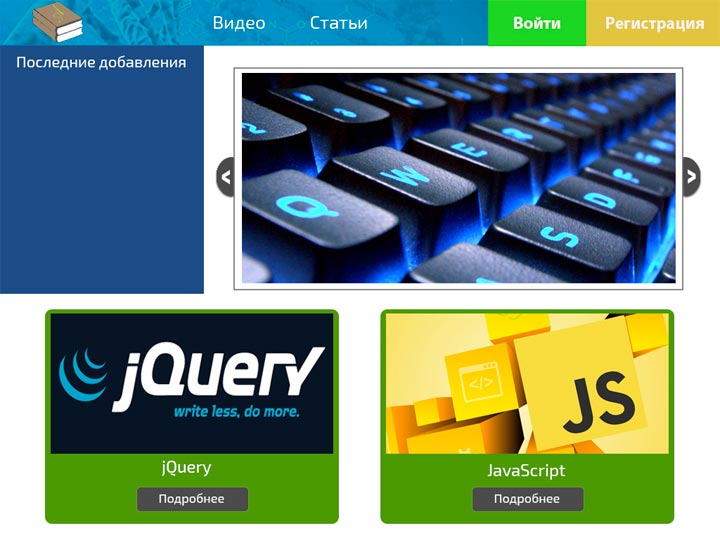 Видео
Статьи
Войти
Регистрация
Последние добавления
<
Q W E R T Y
S D F
>
jQuery
write less, do more.
JS
</>
jQuery
Подробнее
JavaScript
Подробнее